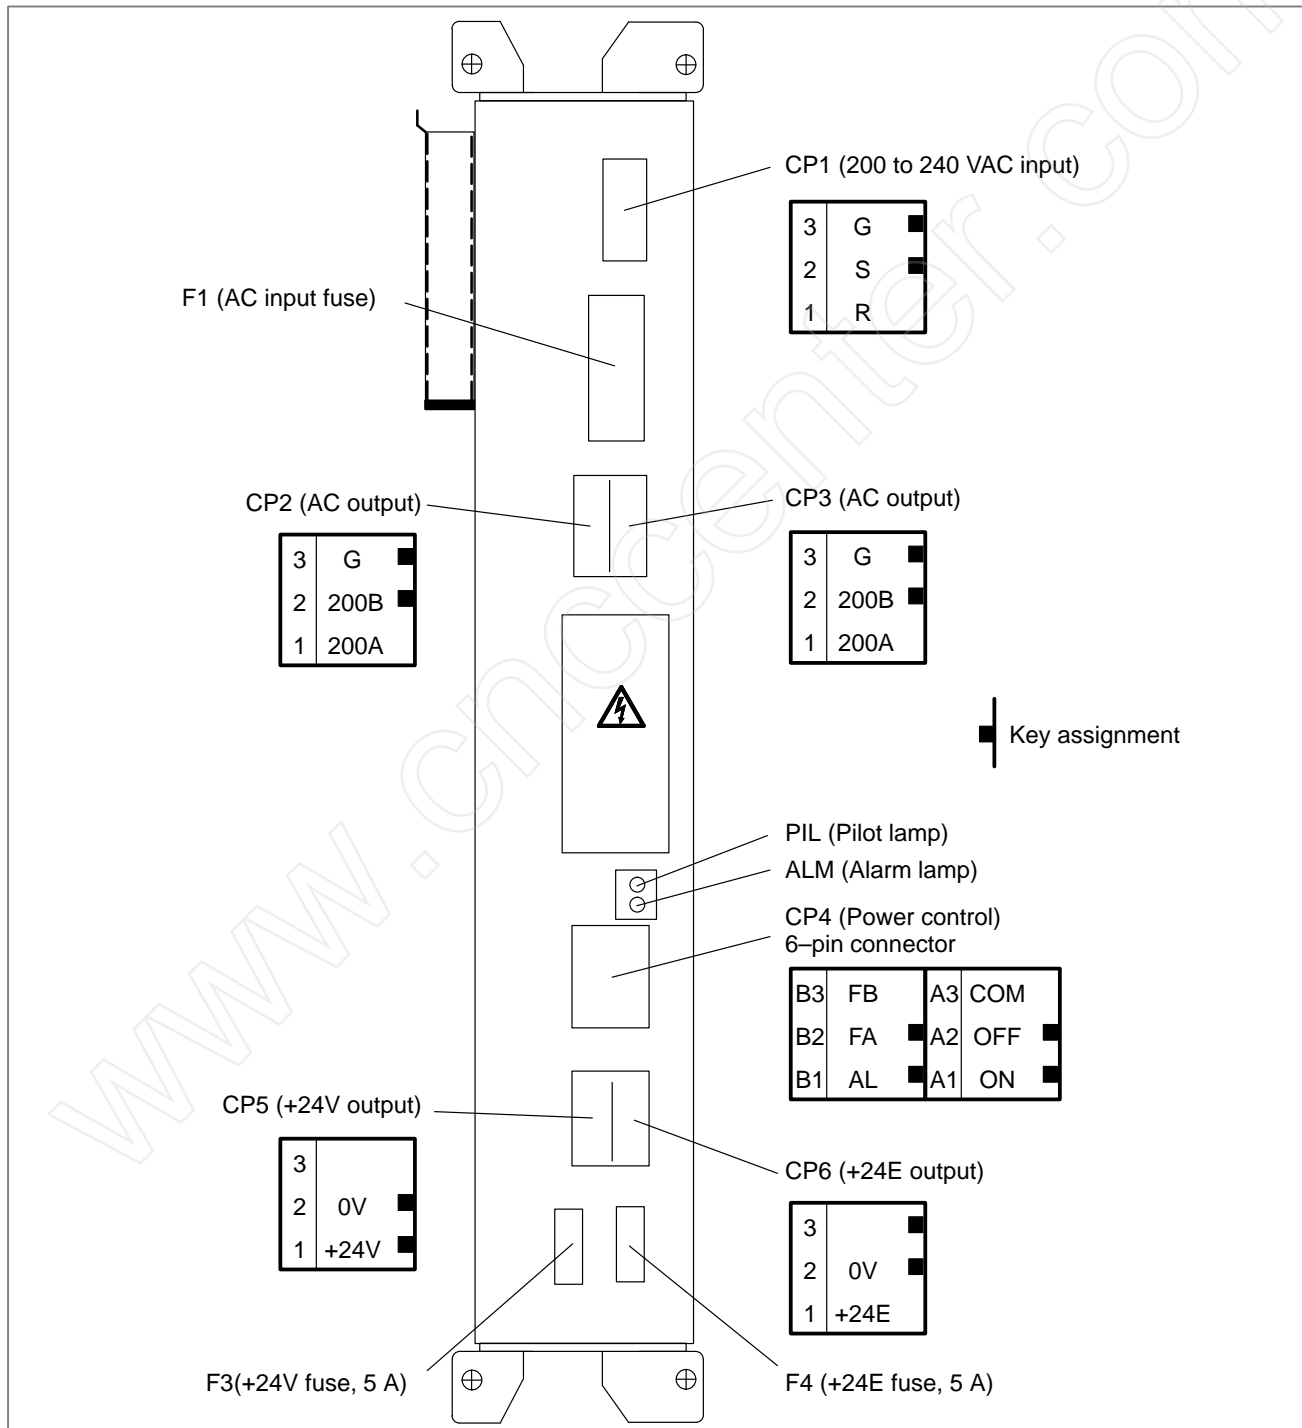 CP1 (200 to 240 VAC input)
3 G
2 S
1 R
F1 (AC input fuse)
CP2 (AC output)
3 G
2 200B
1 200A
CP3 (AC output)
3 G
2 200B
1 200A
Key assignment
PIL (Pilot lamp)
ALM (Alarm lamp)
CP4 (Power control)
6–pin connector
B3 FB A3 COM
B2 FA A2 OFF
B1 AL A1 ON
CP5 (+24V output)
3
2 0V
1 +24V
CP6 (+24E output)
3
2 0V
1 +24E
F3(+24V fuse, 5 A)
F4 (+24E fuse, 5 A)
www.cnccenter.com